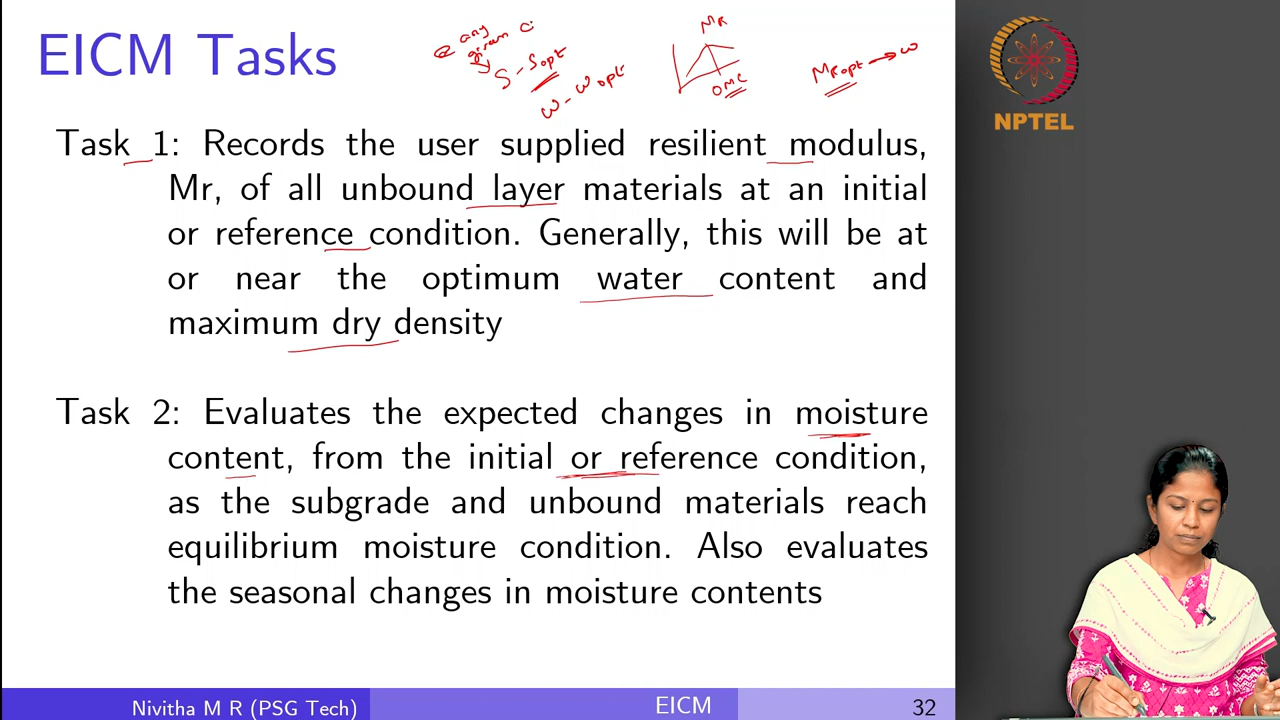 EICM Tasks
@ any
given
S - Sopt
w - wopt
MR
OMC
MRopt → w
NPTEL
Task 1: Records the user supplied resilient modulus,
Mr, of all unbound layer materials at an initial
or reference condition. Generally, this will be at
or near the optimum water content and
maximum dry density
Task 2: Evaluates the expected changes in moisture
content, from the initial or reference condition,
as the subgrade and unbound materials reach
equilibrium moisture condition. Also evaluates
the seasonal changes in moisture contents
Nivitha M R (PSG Tech)
EICM
32